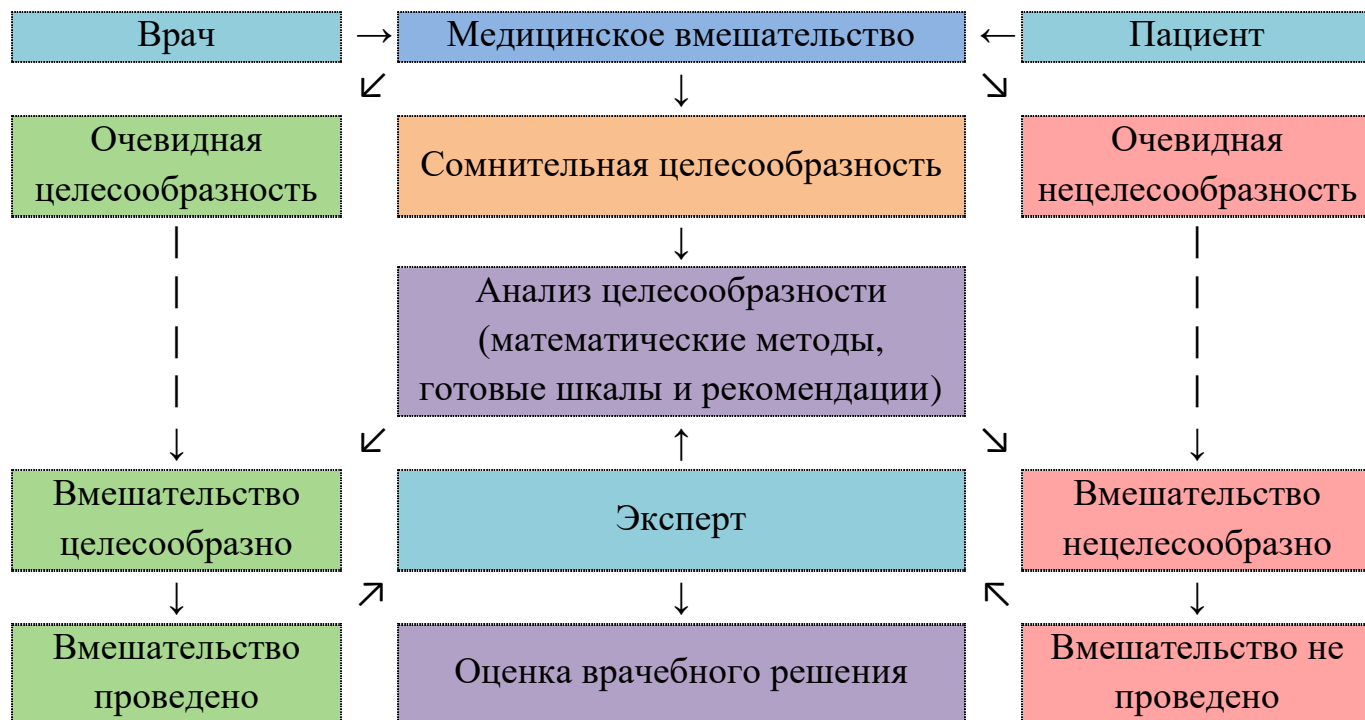 Врач → Медицинское вмешательство ← Пациент
↙ ↓ ↘
Очевидная
целесообразность
Сомнительная целесообразность
Очевидная
нецелесообразность
↓
Анализ целесообразности
(математические методы,
готовые шкалы и рекомендации)
↓ ↙ ↑ ↘ ↓
Вмешательство
целесообразно
Эксперт
Вмешательство
нецелесообразно
↓ ↗ ↓ ↖ ↓
Вмешательство
проведено
Оценка врачебного решения
Вмешательство не
проведено